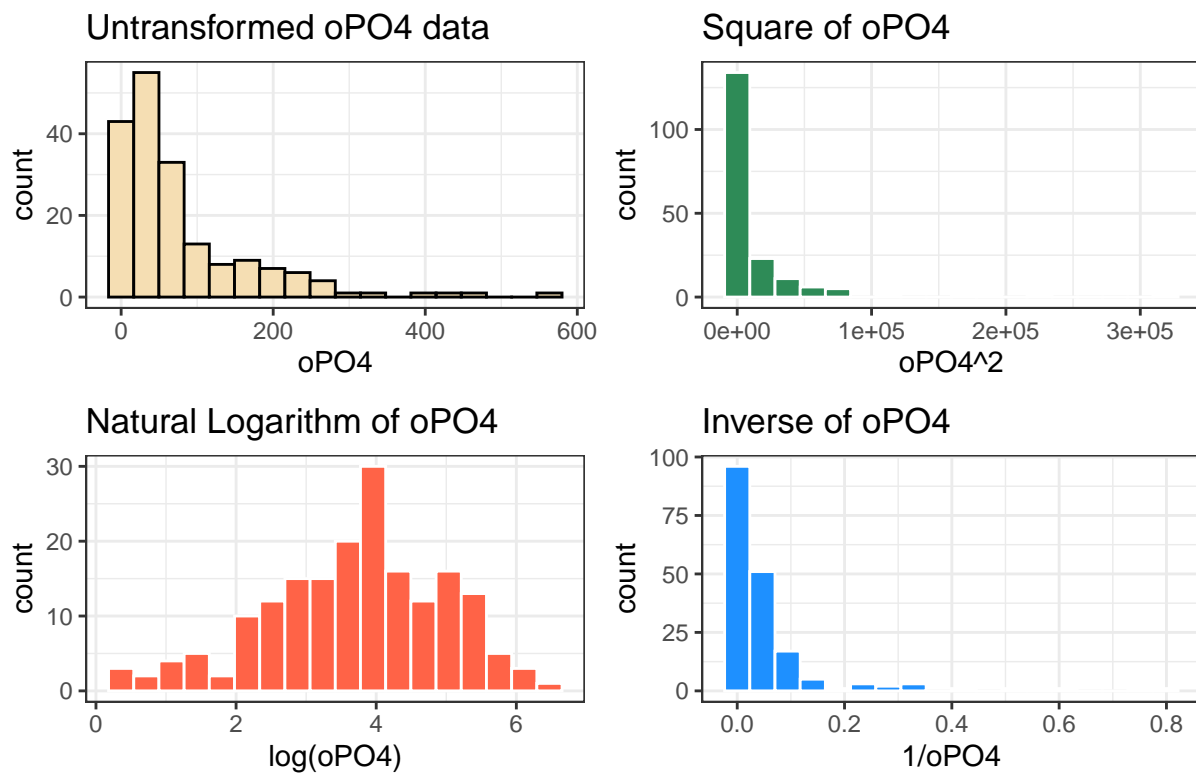 Untransformed oPO4 data
count
40
20
0
0 200 400 600
oPO4
Square of oPO4
count
100
50
0
0e+00 1e+05 2e+05 3e+05
oPO4^2
Natural Logarithm of oPO4
count
30
20
10
0
0 2 4 6
log(oPO4)
Inverse of oPO4
count
100
75
50
25
0
0.0 0.2 0.4 0.6 0.8
1/oPO4